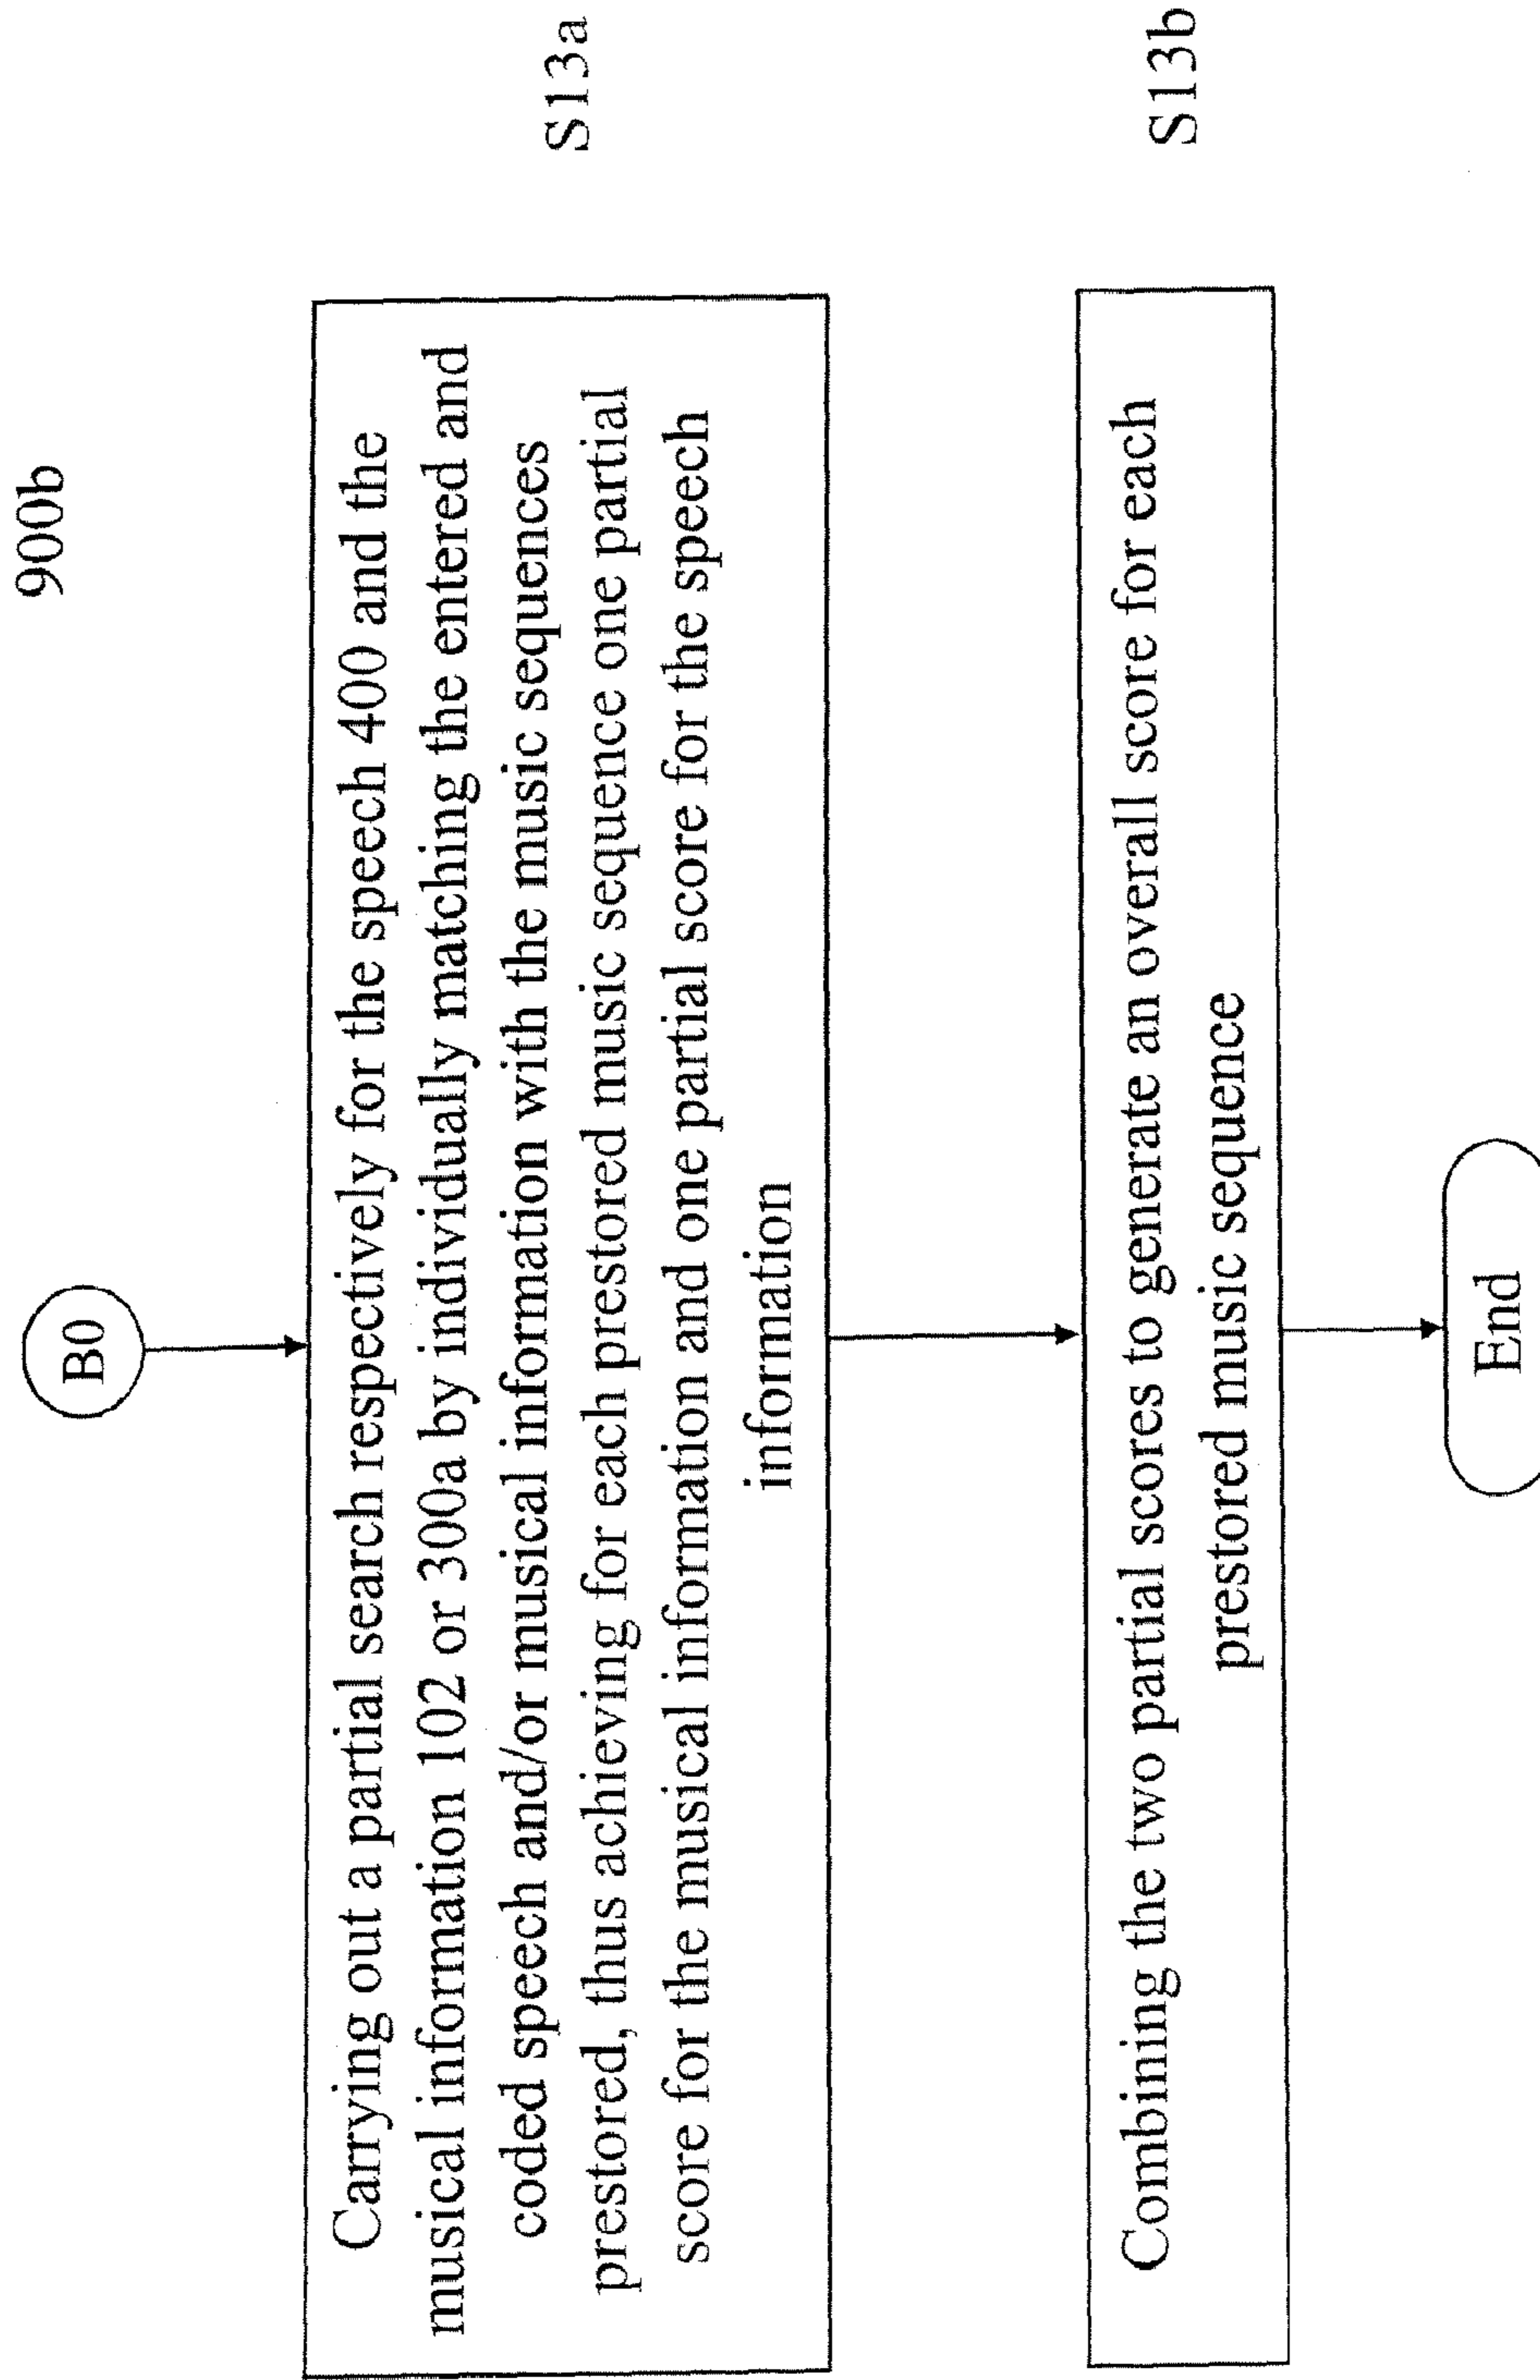 900b
B0
Carrying out a partial search respectively for the speech 400 and the
musical information 102 or 300a by individually matching the entered and
coded speech and/or musical information with the music sequences
prestored, thus achieving for each prestored music sequence one partial
score for the musical information and one partial score for the speech
information
S13a
Combining the two partial scores to generate an overall score for each
prestored music sequence
S13b
End